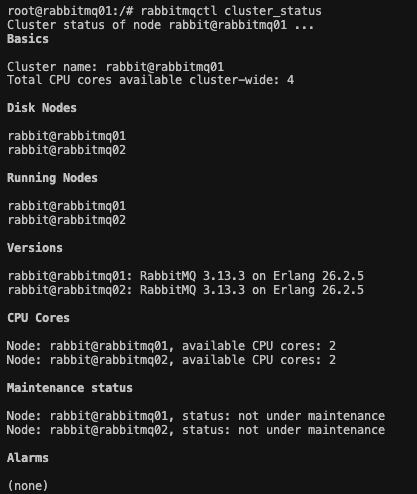 root@rabbitmq01:/# rabbitmqctl cluster_status
Cluster status of node rabbit@rabbitmq01 ...
Basics
Cluster name: rabbit@rabbitmq01
Total CPU cores available cluster-wide: 4
Disk Nodes
rabbit@rabbitmq01
rabbit@rabbitmq02
Running Nodes
rabbit@rabbitmq01
rabbit@rabbitmq02
Versions
rabbit@rabbitmq01: RabbitMQ 3.13.3 on Erlang 26.2.5
rabbit@rabbitmq02: RabbitMQ 3.13.3 on Erlang 26.2.5
CPU Cores
Node: rabbit@rabbitmq01, available CPU cores: 2
Node: rabbit@rabbitmq02, available CPU cores: 2
Maintenance status
Node: rabbit@rabbitmq01, status: not under maintenance
Node: rabbit@rabbitmq02, status: not under maintenance
Alarms
(none)